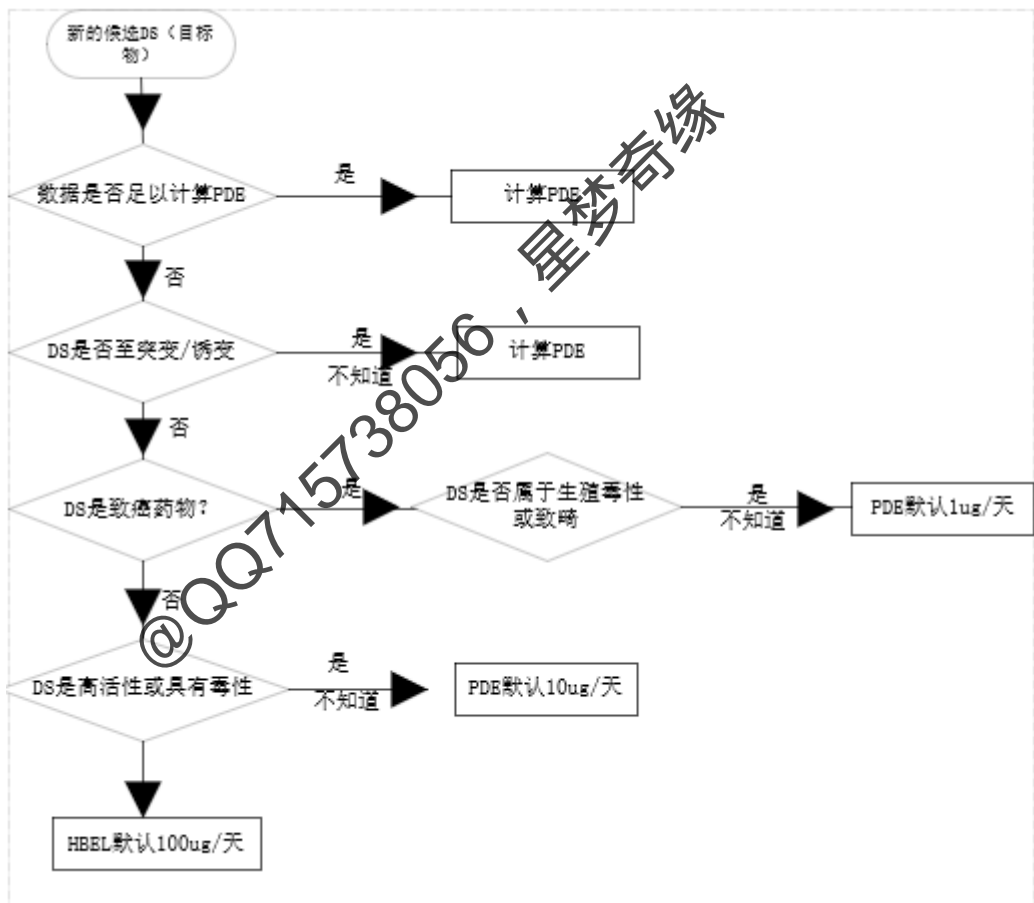 新的候选DS（目标
物）
数据是否足以计算PDE
是
计算PDE
否
DS是否至突变/诱变
是
不知道
计算PDE
否
DS是致癌药物?
是
DS是否属于生殖毒性
或致畸
是
不知道
PDE默认1ug/天
否
DS是高活性或具有毒性
是
不知道
PDE默认10ug/天
HBEL默认100ug/天
@QQ715738056，星梦奇缘